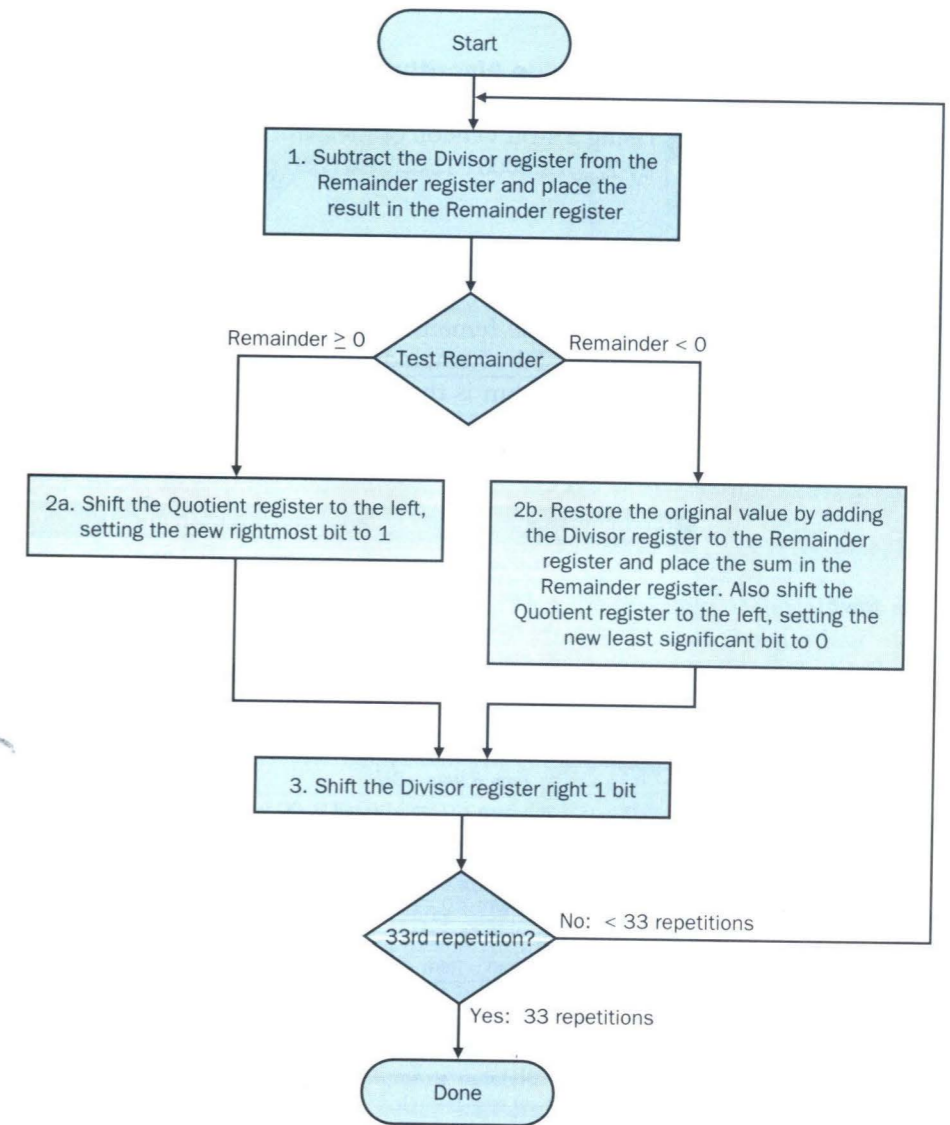 Start
1. Subtract the Divisor register from the
Remainder register and place the
result in the Remainder register
Remainder ≥ 0
Test Remainder
Remainder < 0
2a. Shift the Quotient register to the left,
setting the new rightmost bit to 1
2b. Restore the original value by adding
the Divisor register to the Remainder
register and place the sum in the
Remainder register. Also shift the
Quotient register to the left, setting the
new least significant bit to 0
3. Shift the Divisor register right 1 bit
33rd repetition?
No: < 33 repetitions
Yes: 33 repetitions
Done